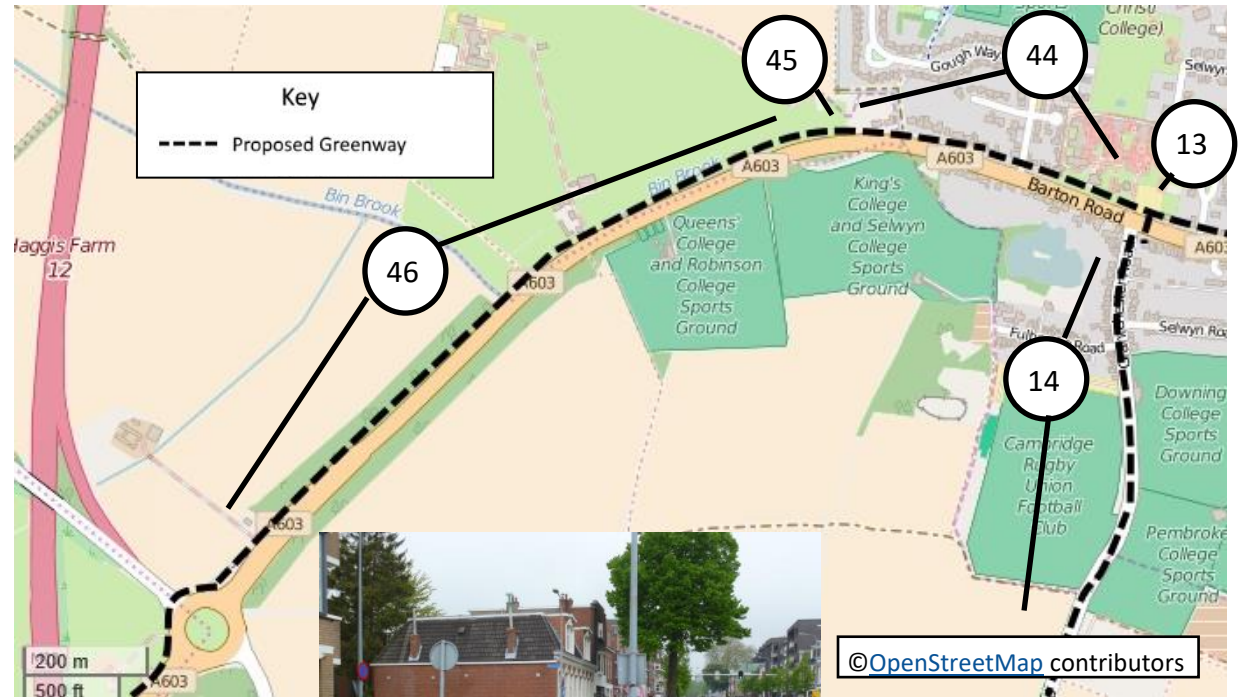 Sports
Christi
College)
Gough Way
Selwyn
45
44
13
Key
Proposed Greenway
A603
A603
Bin Brook
Bin Brook
Barton Road
A603
King's
College
and Selwyn
College
Sports
Ground
Queens'
College
and Robinson
College
Sports
Ground
Haggis Farm
12
46
A603
Road
Selwyn Roa
14
Downing
College
Sports
Ground
Cambridge
Rugby
Union
Football
Club
A603
Pembroke
College
Sports
Ground
200 m
500 ft
A603
©OpenStreetMap contributors